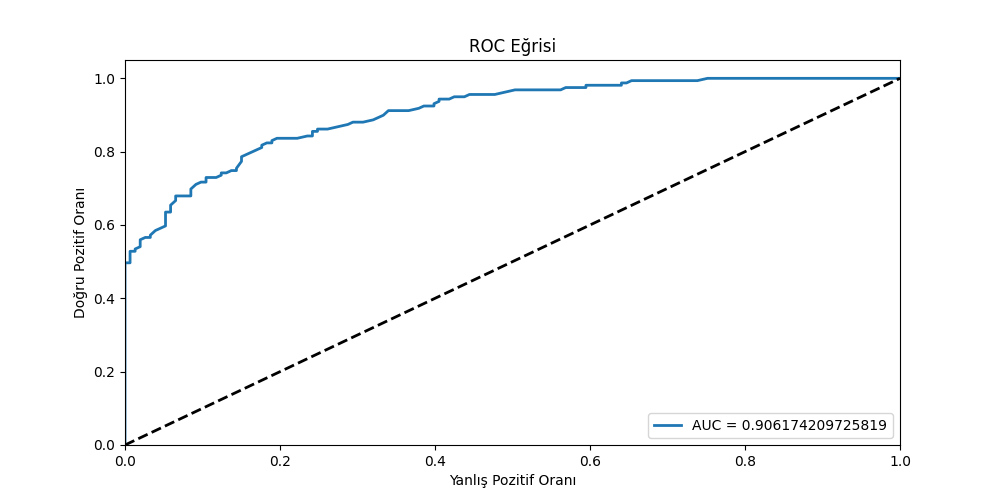 ROC Eğrisi
1.0
0.8
0.6
0.4
0.2
0.0
Doğru Pozitif Oranı
AUC = 0.906174209725819
0.0 0.2 0.4 0.6 0.8 1.0
Yanlış Pozitif Oranı